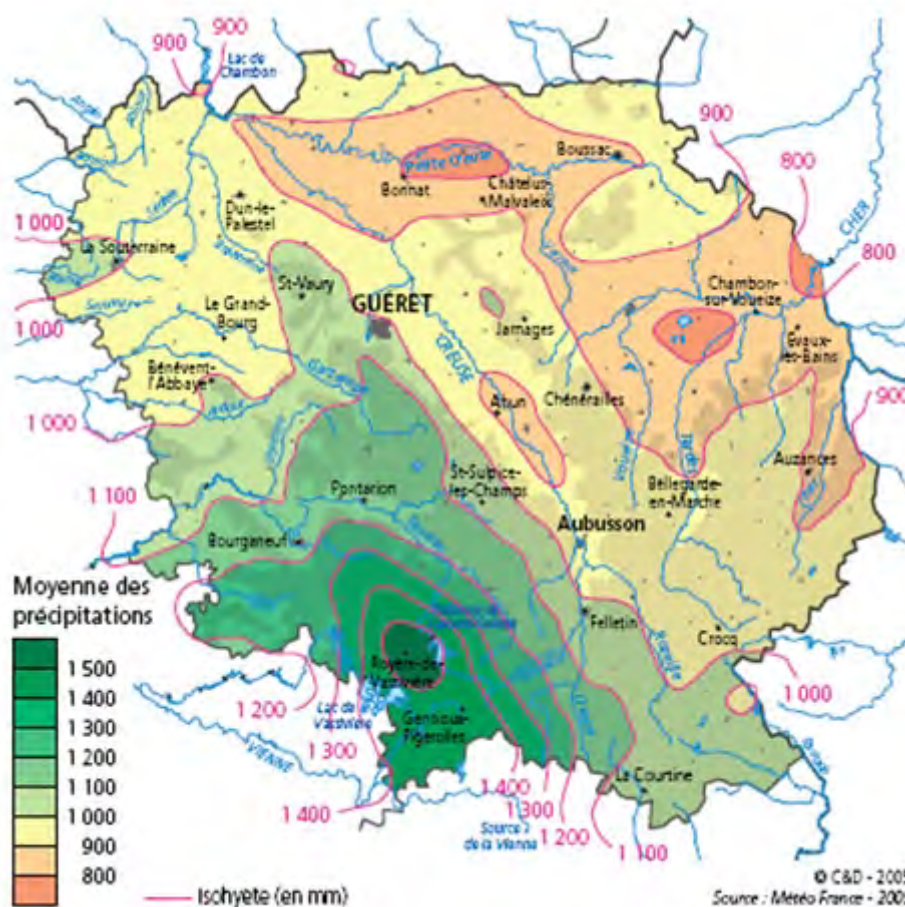 900
900
Lac de
Chambon
900
800
Boussac
Bonnat
Châtelus-
Malvaleix
CHER
Dun-le-
Palestel
1 000
La Souterraine
800
St-Vaury
GUÉRET
Chambon-
sur-Voueize
1 000
Le Grand-
Bourg
Jarnages
Évaux-
les-Bains
CREUSE
Bénévent-
l'Abbaye
Ahun
Chénérailles
900
1 000
Auzances
St-Sulpice-
les-Champs
Bellegarde-
en-Marche
1 100
Pontarion
Bourganeuf
Aubusson
Moyenne des
précipitations
Felletin
Crocq
Royère-de-
Vassivière
1 000
1 500
1 400
1 300
1 200
1 100
1 000
900
800
1 200
Lac de
Vassivière
Gentioux-
Pigerolles
VIENNE
1 300
1 400
La Courtine
1 400
1 300
1 200
1 100
Source
de la Vienne
Isohyète (en mm)
© C&D - 2005
Source : Météo France - 200